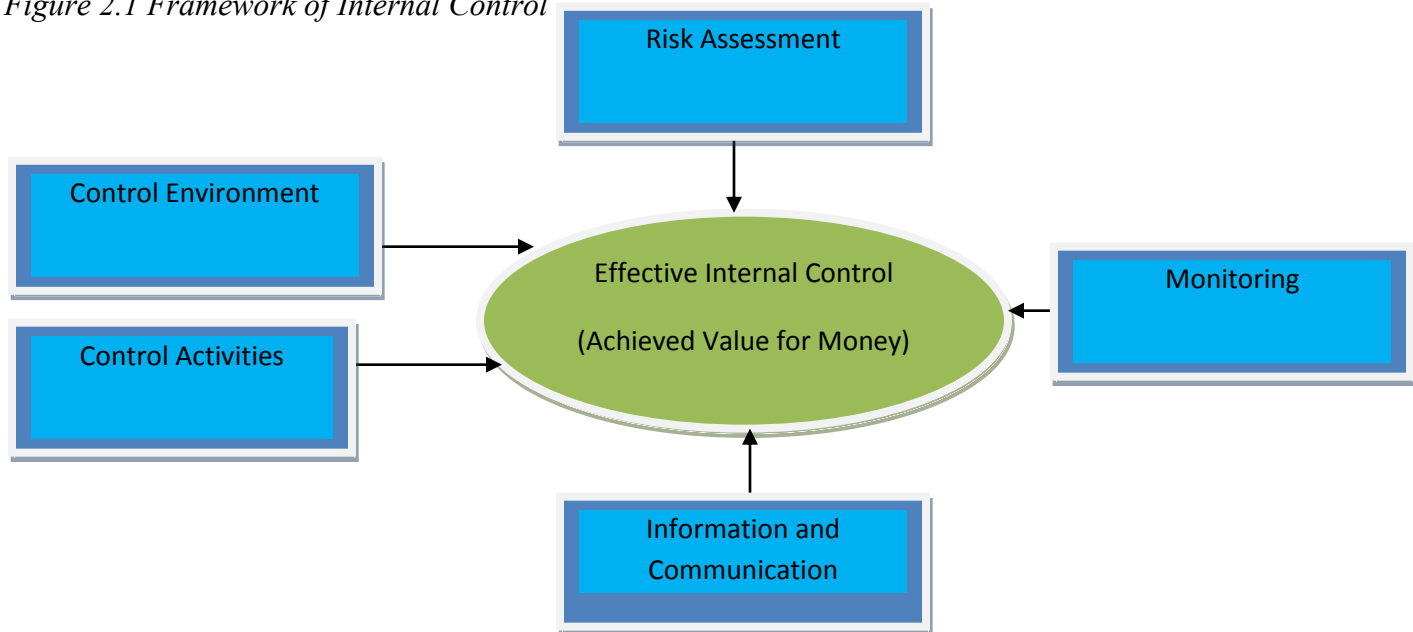 Figure 2.1 Framework of Internal Control
Risk Assessment
Control Environment
Effective Internal Control
(Achieved Value for Money)
Monitoring
Control Activities
Information and
Communication